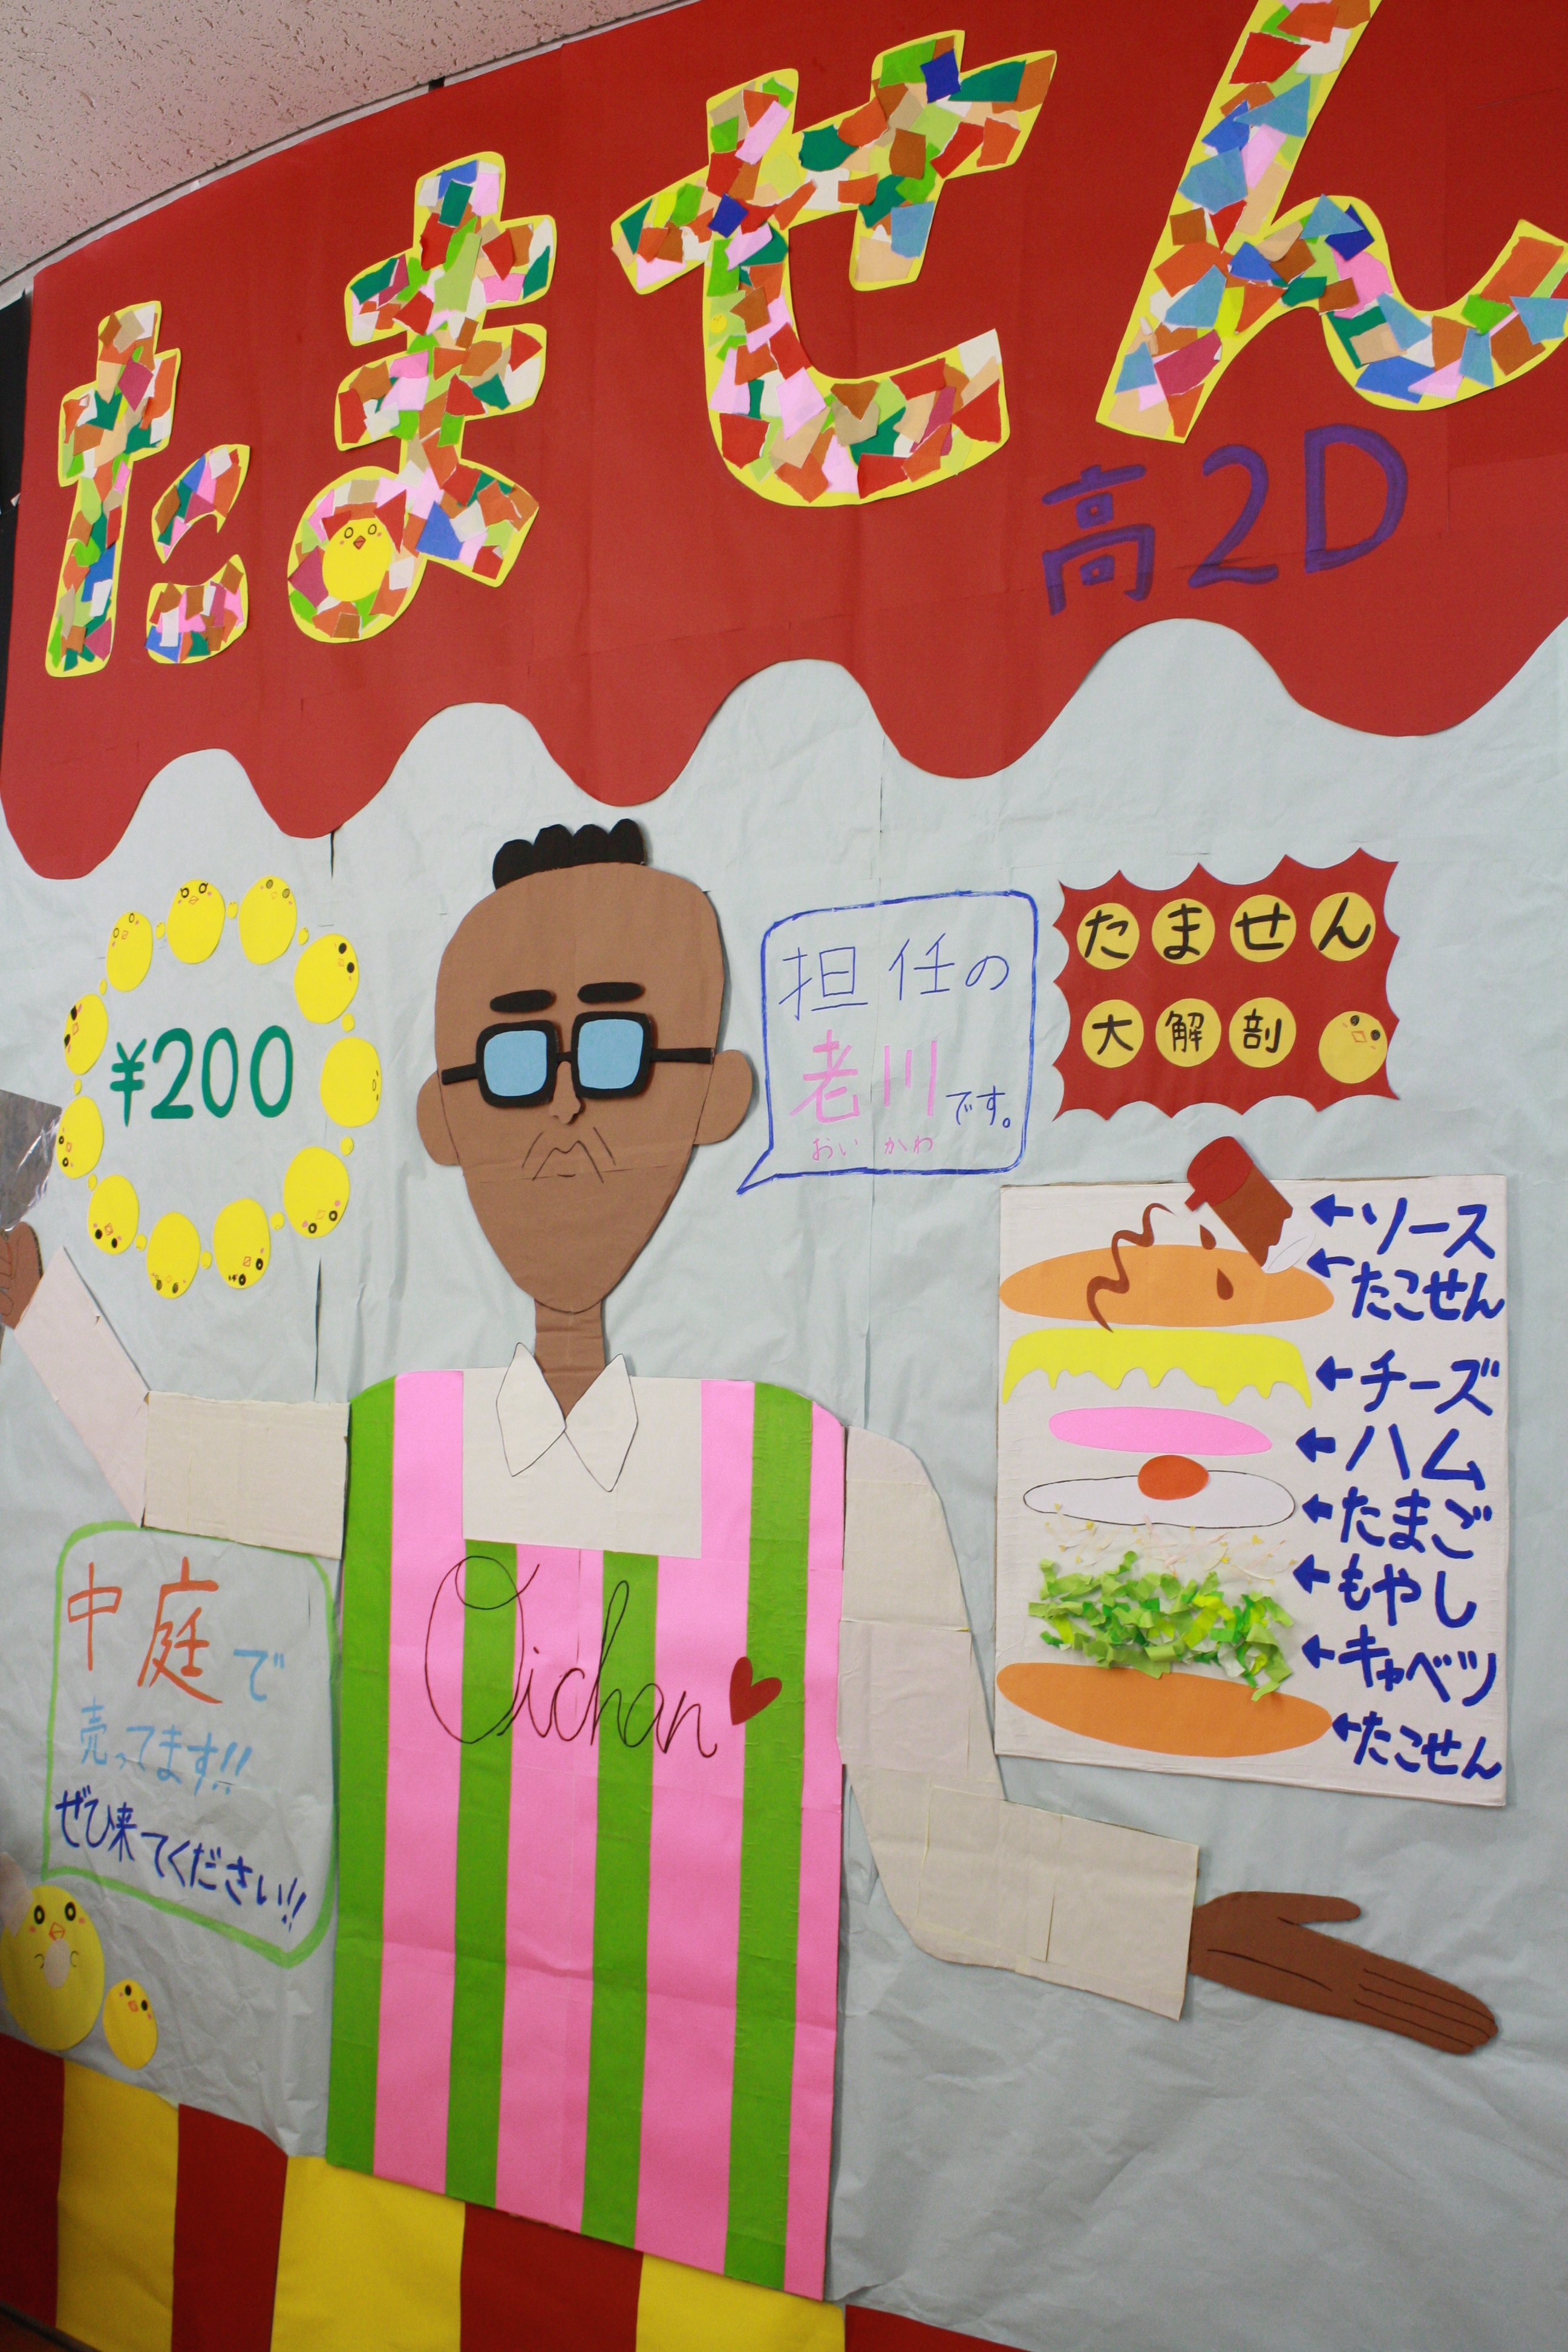 たません
高2D
¥200
担任の
老川です。
おいかわ
たません
大解剖
←ソース
←たこせん
←チーズ
←ハム
←たまご
←もやし
←キャベツ
←たこせん
Oichan
中庭で
売ってます!!
ぜひ来てください!!